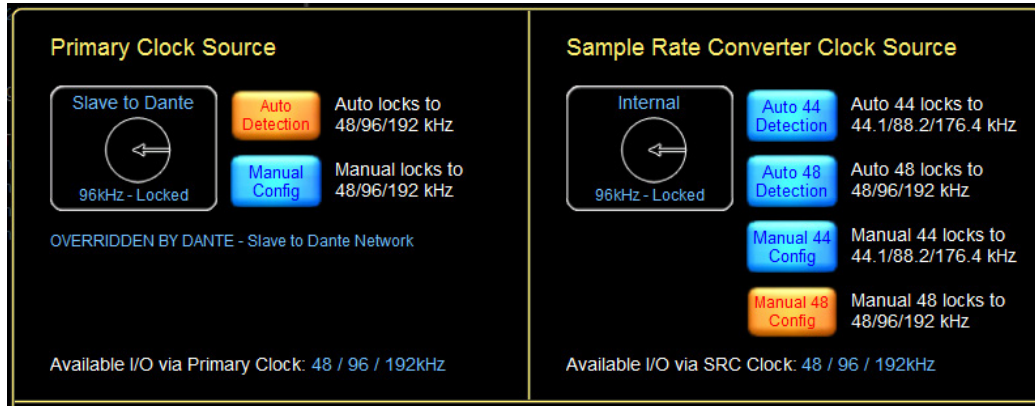 Primary Clock Source
Slave to Dante
96kHz - Locked
Auto
Detection
Auto locks to
48/96/192 kHz
Manual
Config
Manual locks to
48/96/192 kHz
OVERRIDDEN BY DANTE - Slave to Dante Network
Available I/O via Primary Clock: 48 / 96 / 192kHz
Sample Rate Converter Clock Source
Internal
96kHz - Locked
Auto 44
Detection
Auto 44 locks to
44.1/88.2/176.4 kHz
Auto 48
Detection
Auto 48 locks to
48/96/192 kHz
Manual 44
Config
Manual 44 locks to
44.1/88.2/176.4 kHz
Manual 48
Config
Manual 48 locks to
48/96/192 kHz
Available I/O via SRC Clock: 48 / 96 / 192kHz